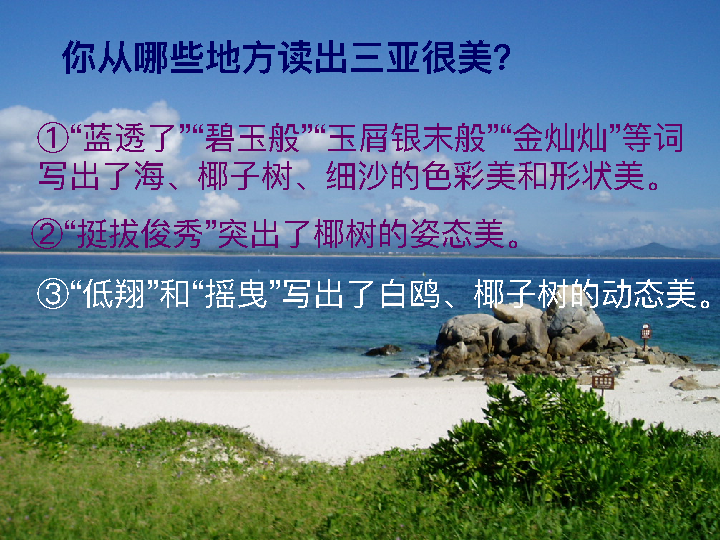 你从哪些地方读出三亚很美?
①“蓝透了”“碧玉般”“玉屑银末般”“金灿灿”等词
写出了海、椰子树、细沙的色彩美和形状美。
②“挺拔俊秀”突出了椰树的姿态美。
③“低翔”和“摇曳”写出了白鸥、椰子树的动态美。